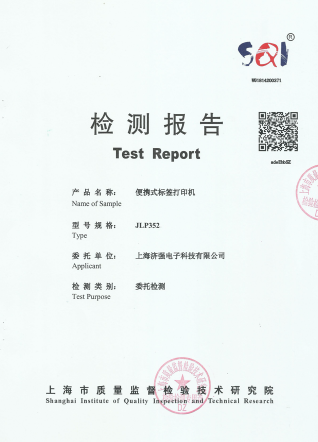 SQI®
检测报告
Test Report
产品名称： 便携式标签打印机
Name of Sample
型号规格： JLP352
Type
委托单位： 上海济强电子科技有限公司
Applicant
检测类别： 委托检测
Test Purpose
上海市质量监督检验技术研究院
Shanghai Institute of Quality Inspection and Technical Research